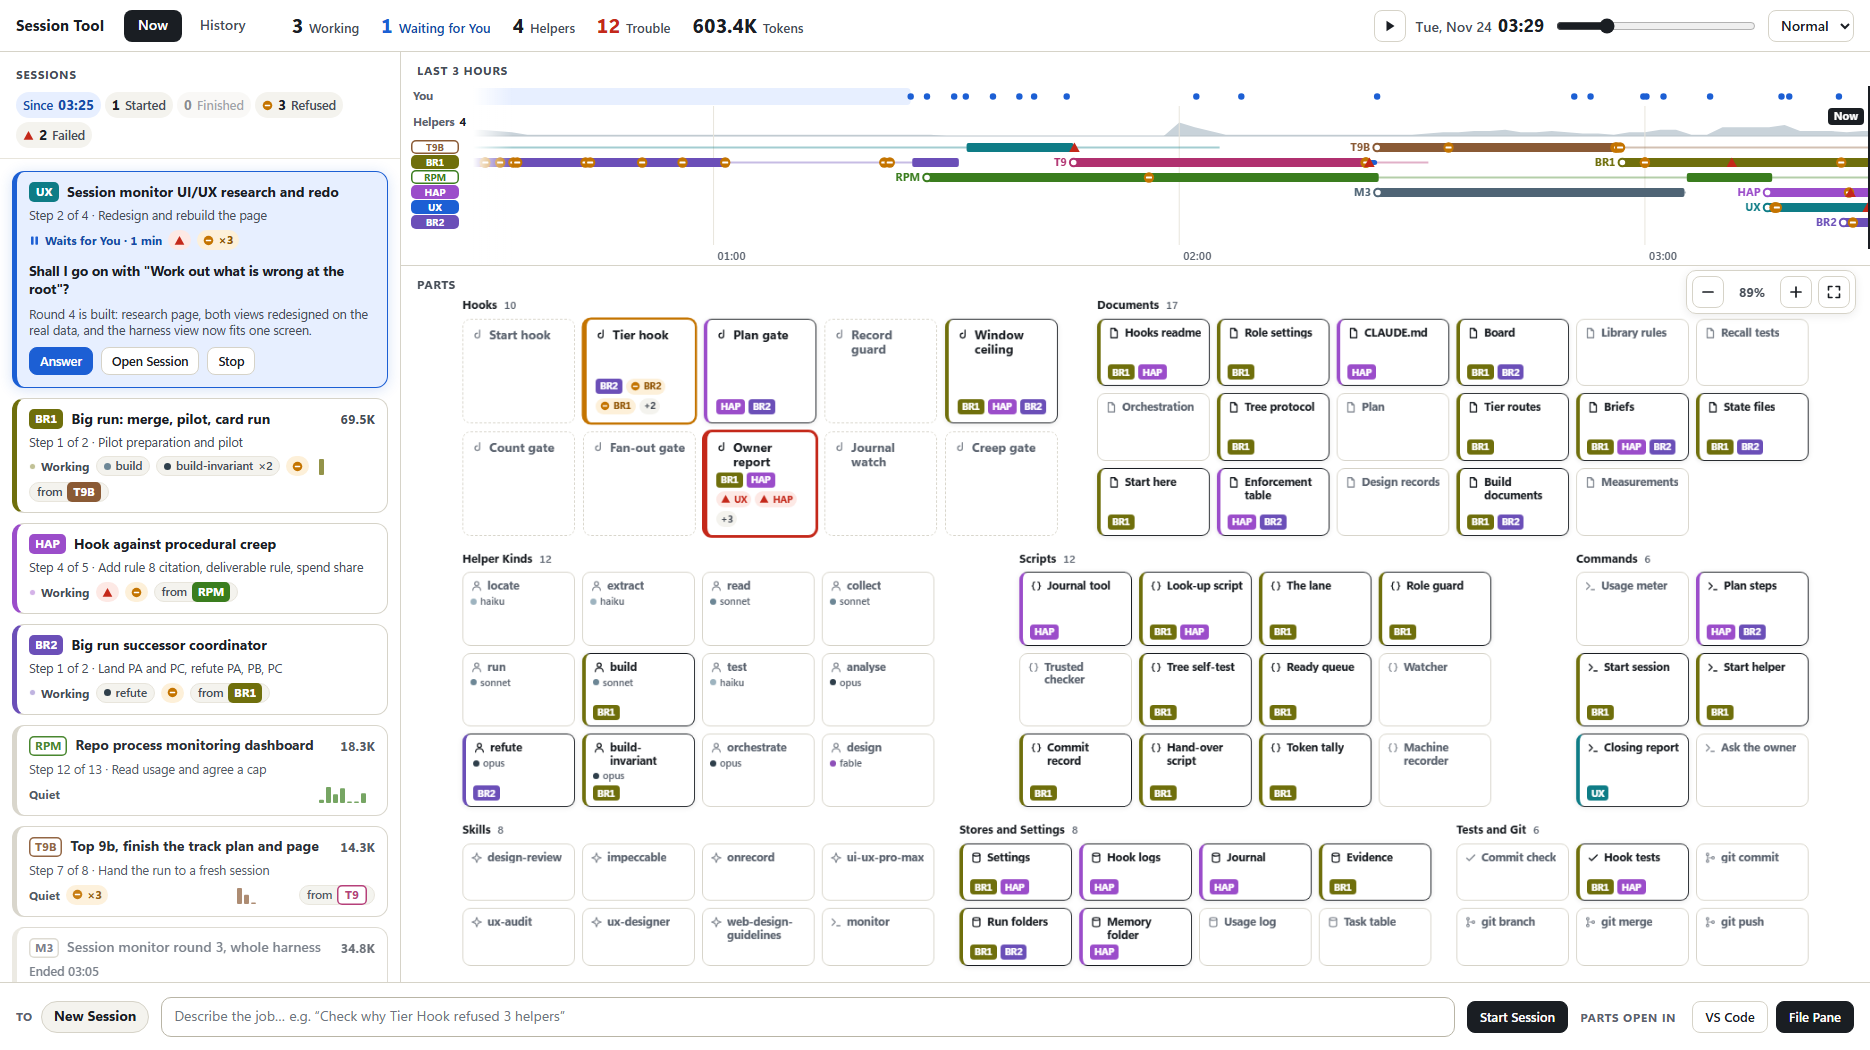 Session Tool
Now
History
3 Working
1 Waiting for You
4 Helpers
12 Trouble
603.4K Tokens
Tue, Nov 24 03:29
Normal
SESSIONS
Since 03:25
1 Started
0 Finished
3 Refused
2 Failed
UX Session monitor UI/UX research and redo
Step 2 of 4 · Redesign and rebuild the page
Waits for You · 1 min
×3
Shall I go on with "Work out what is wrong at the
root"?
Round 4 is built: research page, both views redesigned on the
real data, and the harness view now fits one screen.
Answer
Open Session
Stop
BR1 Big run: merge, pilot, card run 69.5K
Step 1 of 2 · Pilot preparation and pilot
Working
build
build-invariant ×2
from T9B
HAP Hook against procedural creep
Step 4 of 5 · Add rule 8 citation, deliverable rule, spend share
Working
from RPM
BR2 Big run successor coordinator
Step 1 of 2 · Land PA and PC, refute PA, PB, PC
Working
refute
from BR1
RPM Repo process monitoring dashboard 18.3K
Step 12 of 13 · Read usage and agree a cap
Quiet
T9B Top 9b, finish the track plan and page 14.3K
Step 7 of 8 · Hand the run to a fresh session
Quiet
×3
from T9
M3 Session monitor round 3, whole harness 34.8K
Ended 03:05
LAST 3 HOURS
You
Helpers 4
Now
T9B
T9B
BR1
T9
BR1
RPM
RPM
HAP
M3
HAP
UX
UX
BR2
BR2
01:00
02:00
03:00
PARTS
89%
Hooks 10
Start hook
Tier hook
BR2
BR2
BR1
+2
Plan gate
HAP BR2
Record
guard
Window
ceiling
BR1 HAP BR2
Count gate
Fan-out gate
Owner
report
BR1 HAP
UX
HAP
+3
Journal
watch
Creep gate
Documents 17
Hooks readme
BR1 HAP
Role settings
BR1
CLAUDE.md
HAP
Board
BR1 BR2
Library rules
Recall tests
Orchestration
Tree protocol
BR1
Plan
Tier routes
BR1
Briefs
BR1 HAP BR2
State files
BR1 BR2
Start here
BR1
Enforcement
table
HAP BR2
Design records
Build
documents
BR1 BR2
Measurements
Helper Kinds 12
locate
haiku
extract
haiku
read
sonnet
collect
sonnet
run
sonnet
build
sonnet
BR1
test
haiku
analyse
opus
refute
opus
BR2
build-
invariant
opus
BR1
orchestrate
opus
design
fable
Scripts 12
Journal tool
HAP
Look-up script
BR1 HAP
The lane
BR1
Role guard
BR1
Trusted
checker
Tree self-test
BR1
Ready queue
BR1
Watcher
Commit
record
BR1
Hand-over
script
BR1
Token tally
BR1
Machine
recorder
Commands 6
Usage meter
Plan steps
HAP BR2
Start session
BR1
Start helper
BR1
Closing report
UX
Ask the owner
Skills 8
design-review
impeccable
onrecord
ui-ux-pro-max
ux-audit
ux-designer
web-design-
guidelines
monitor
Stores and Settings 8
Settings
BR1 HAP
Hook logs
HAP
Journal
HAP
Evidence
BR1
Run folders
BR1 BR2
Memory
folder
HAP
Usage log
Task table
Tests and Git 6
Commit check
Hook tests
BR1 HAP
git commit
git branch
git merge
git push
TO
New Session
Describe the job... e.g. "Check why Tier Hook refused 3 helpers"
Start Session
PARTS OPEN IN
VS Code
File Pane